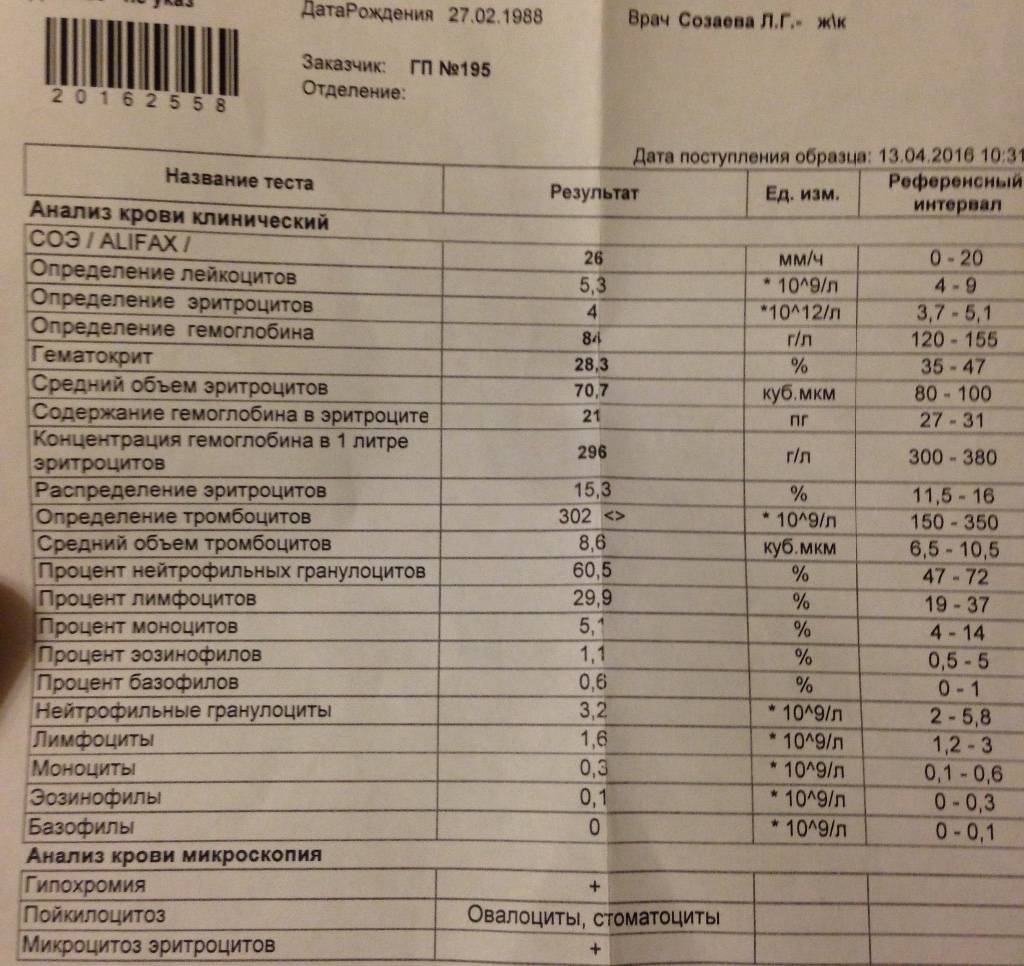 не указ
ДатаРождения 27.02.1988
Врач Созаева Л.Г.- ж\к
20162558
Заказчик: ГП №195
Отделение:
Дата поступления образца: 13.04.2016 10:31
Название теста Результат Ед. изм. Референсный интервал
Анализ крови клинический
СОЭ / ALIFAX / 26 мм/ч 0 - 20
Определение лейкоцитов 5,3 * 10^9/л 4 - 9
Определение эритроцитов 4 *10^12/л 3,7 - 5,1
Определение гемоглобина 84 г/л 120 - 155
Гематокрит 28,3 % 35 - 47
Средний объем эритроцитов 70,7 куб.мкм 80 - 100
Содержание гемоглобина в эритроците 21 пг 27 - 31
Концентрация гемоглобина в 1 литре эритроцитов 296 г/л 300 - 380
Распределение эритроцитов 15,3 % 11,5 - 16
Определение тромбоцитов 302 <> * 10^9/л 150 - 350
Средний объем тромбоцитов 8,6 куб.мкм 6,5 - 10,5
Процент нейтрофильных гранулоцитов 60,5 % 47 - 72
Процент лимфоцитов 29,9 % 19 - 37
Процент моноцитов 5,1 % 4 - 14
Процент эозинофилов 1,1 % 0,5 - 5
Процент базофилов 0,6 % 0 - 1
Нейтрофильные гранулоциты 3,2 * 10^9/л 2 - 5,8
Лимфоциты 1,6 * 10^9/л 1,2 - 3
Моноциты 0,3 * 10^9/л 0,1 - 0,6
Эозинофилы 0,1 * 10^9/л 0 - 0,3
Базофилы 0 * 10^9/л 0 - 0,1
Анализ крови микроскопия
Гипохромия +
Пойкилоцитоз Овалоциты, стоматоциты
Микроцитоз эритроцитов +